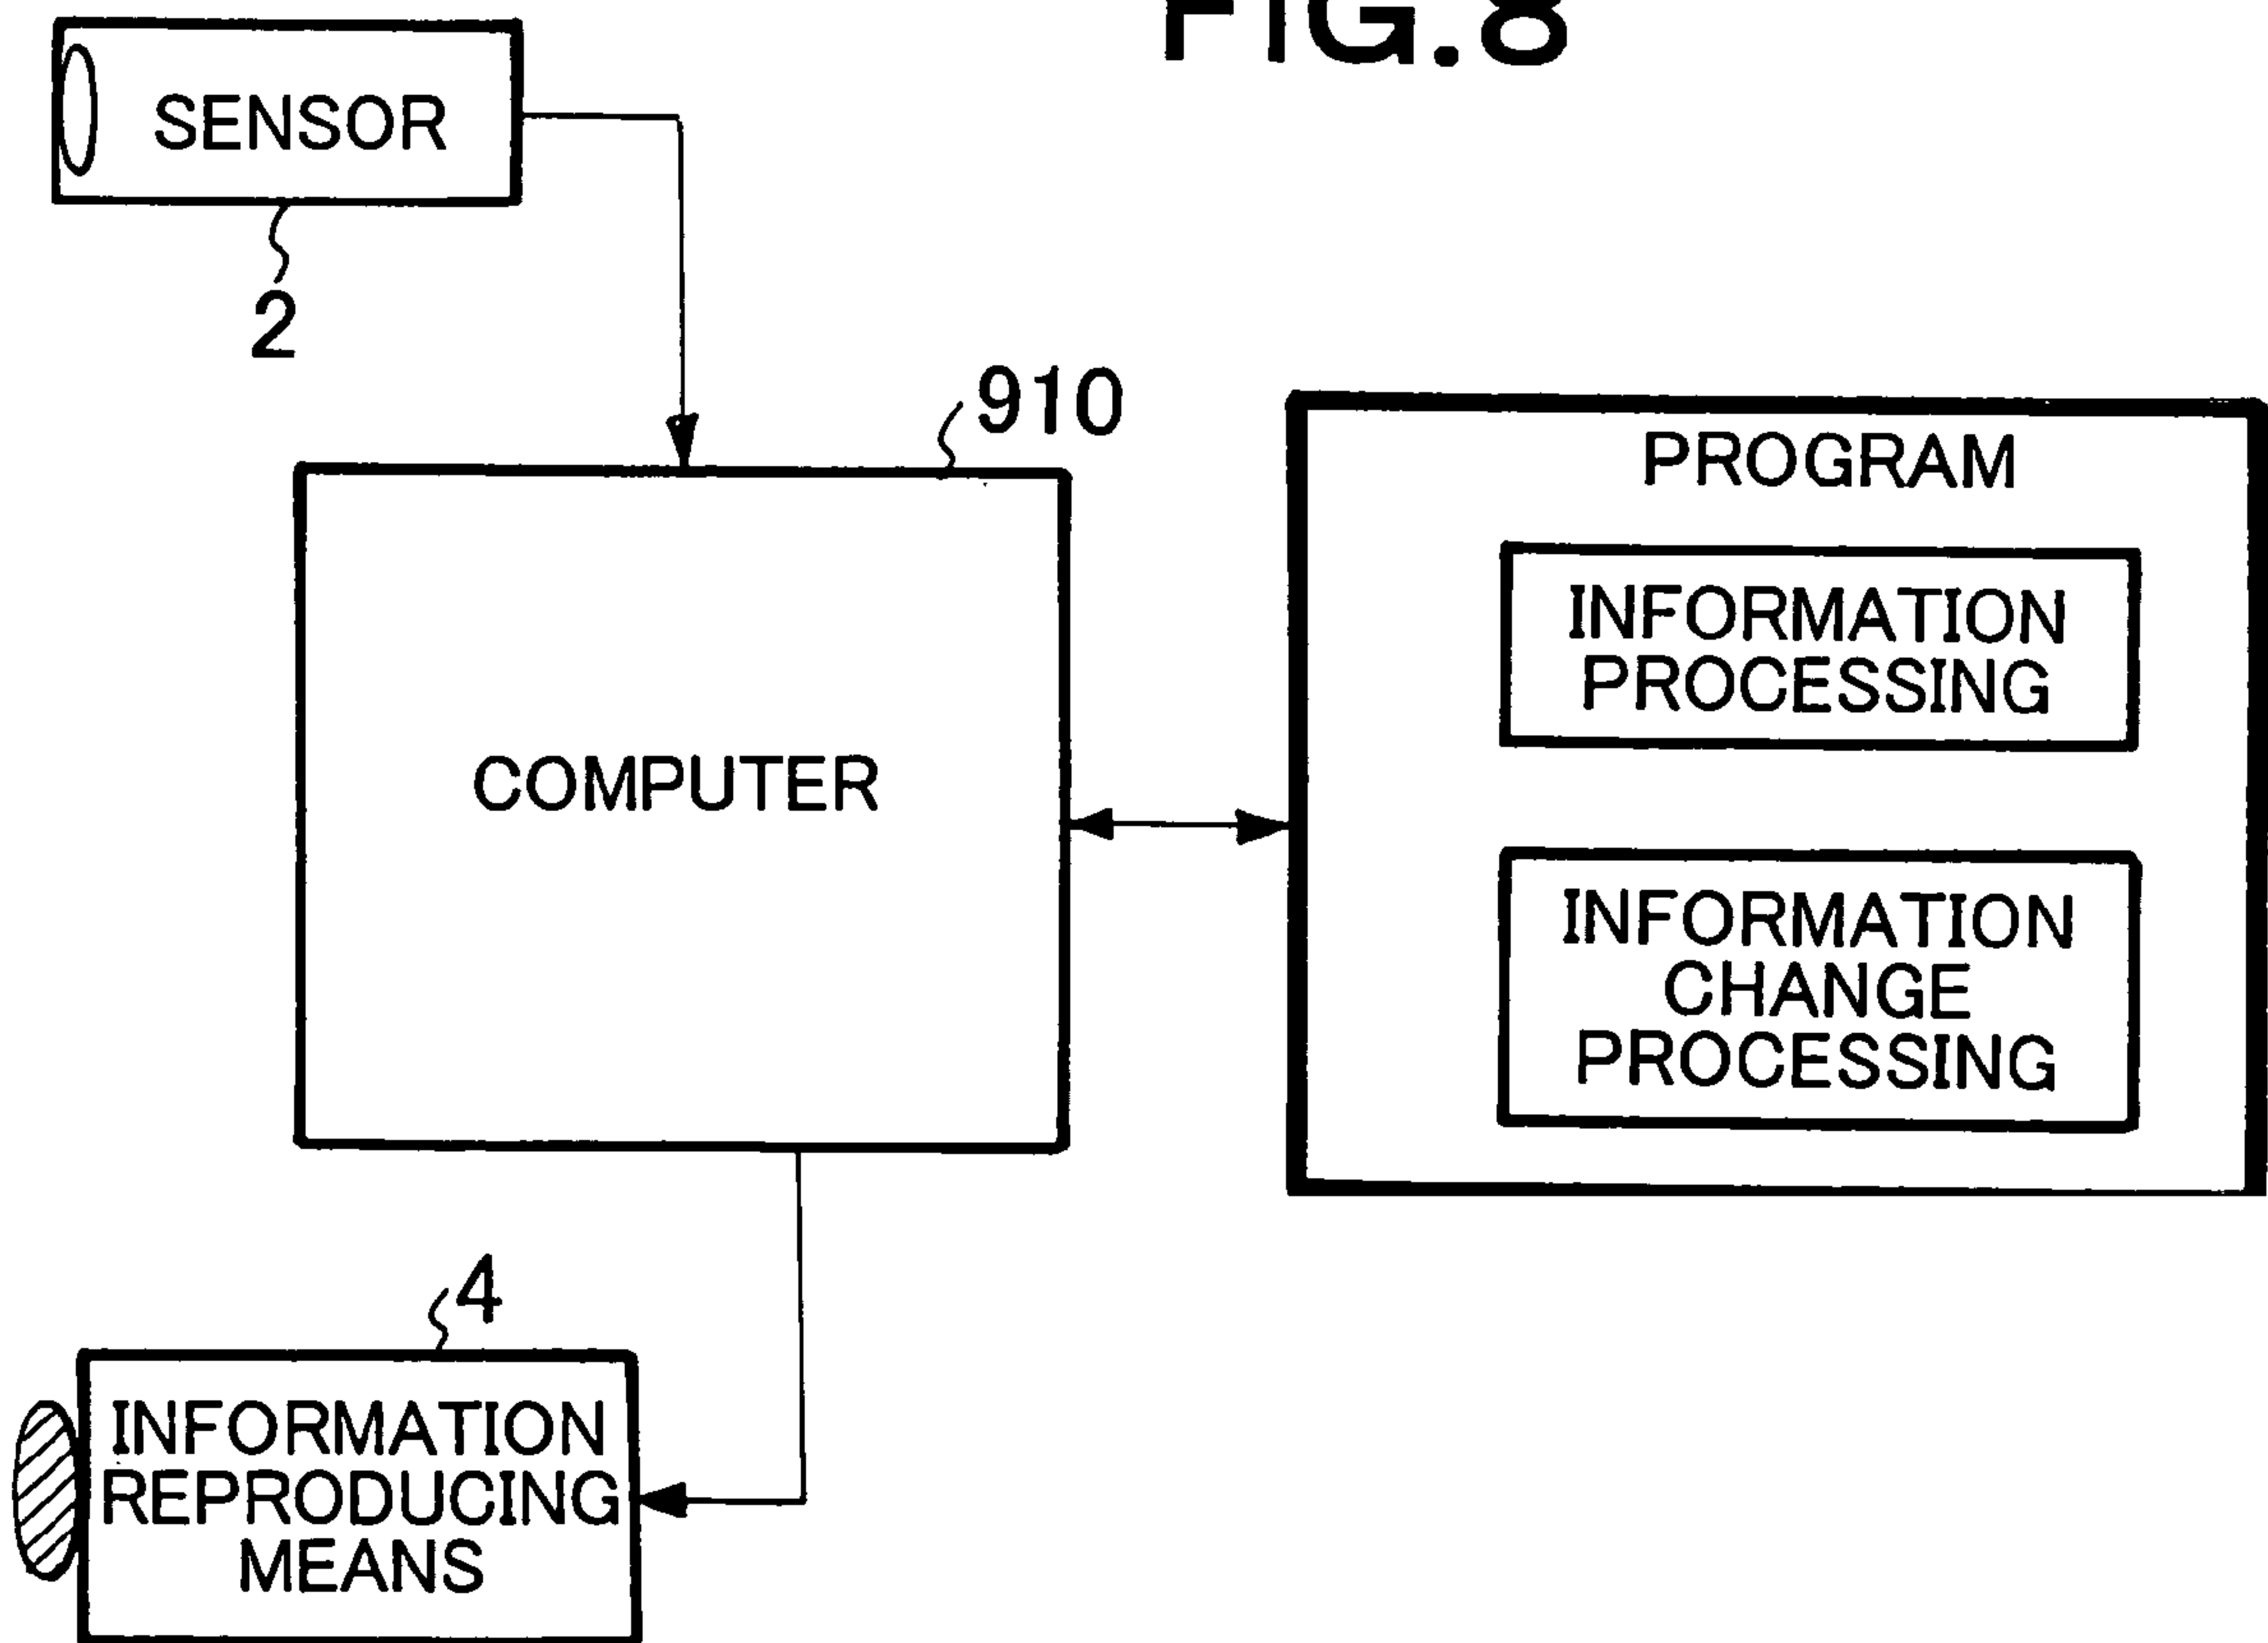 FIG.8
SENSOR
2
910
COMPUTER
PROGRAM
INFORMATION
PROCESSING
INFORMATION
CHANGE
PROCESSING
4
INFORMATION
REPRODUCING
MEANS